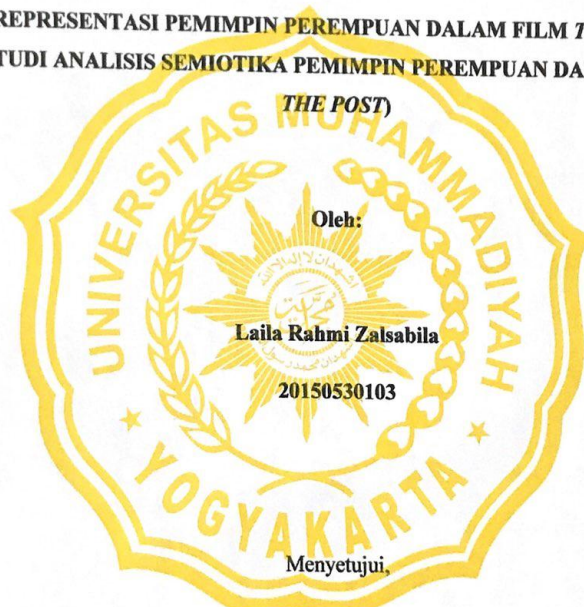 REPRESENTASI PEMIMPIN PEREMPUAN DALAM FILM T
TUDI ANALISIS SEMIOTIKA PEMIMPIN PEREMPUAN DA
THE POST)
UNIVERSITAS MUHAMMADIYAH
Oleh:
Laila Rahmi Zalsabila
20150530103
YOGYAKARTA
Menyetujui,